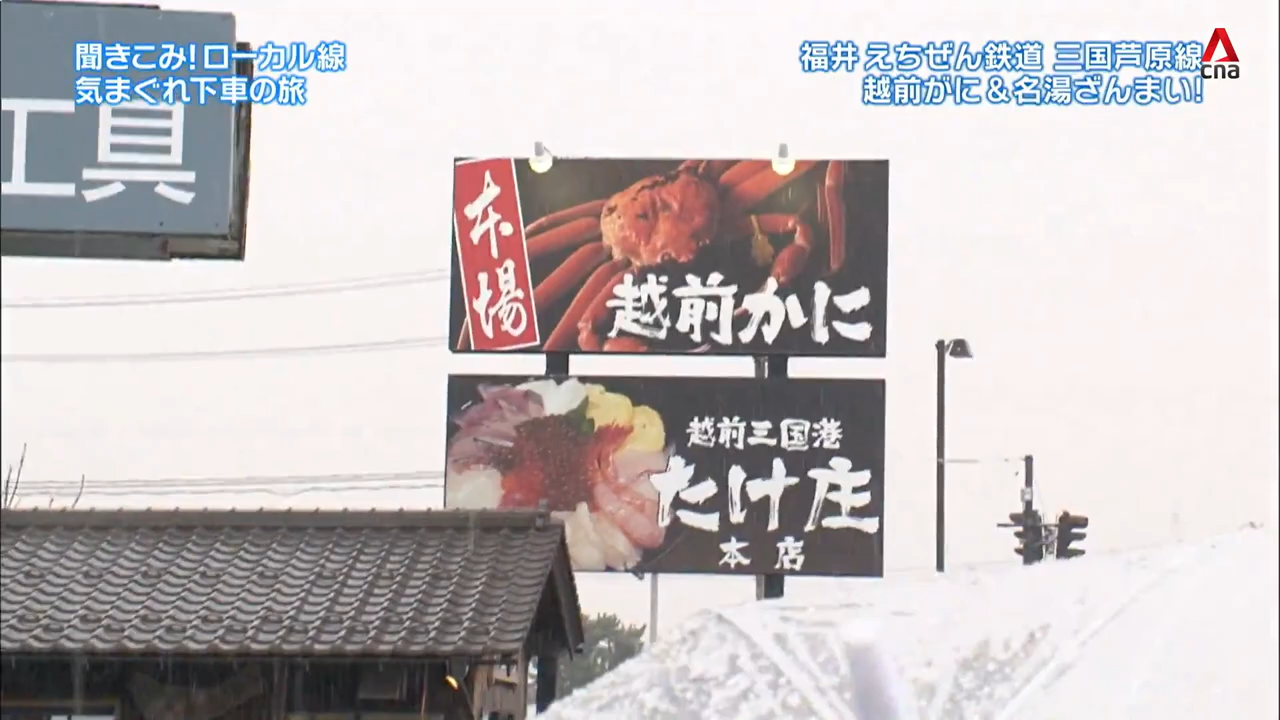 聞きこみ!ローカル線
気まぐれ下車の旅
福井 えちぜん鉄道 三国芦原線
越前がに&名湯ざんまい!
cna
工具
本場
越前かに
越前三国港
たけ庄
本店